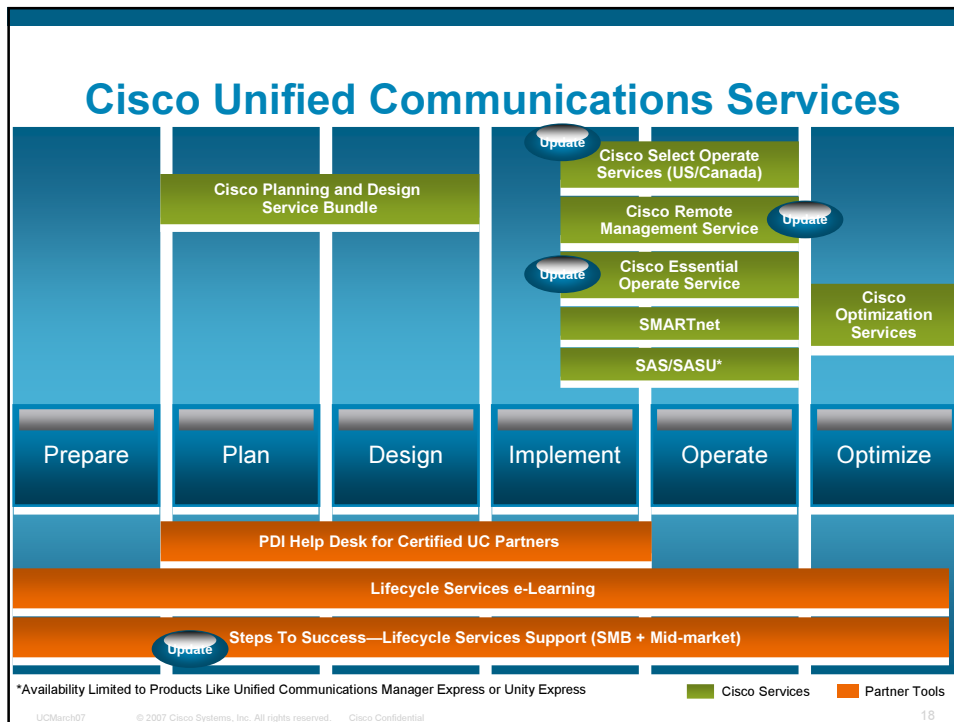 Cisco Unified Communications Services
Update
Cisco Select Operate
Services (US/Canada)
Cisco Planning and Design
Service Bundle
Cisco Remote
Management Service
Update
Update
Cisco Essential
Operate Service
Cisco
Optimization
Services
SMARTnet
SAS/SASU*
Prepare
Plan
Design
Implement
Operate
Optimize
PDI Help Desk for Certified UC Partners
Lifecycle Services e-Learning
Steps To Success—Lifecycle Services Support (SMB + Mid-market)
Update
*Availability Limited to Products Like Unified Communications Manager Express or Unity Express
Cisco Services
Partner Tools
UCMarch07
© 2007 Cisco Systems, Inc. All rights reserved.
Cisco Confidential
18